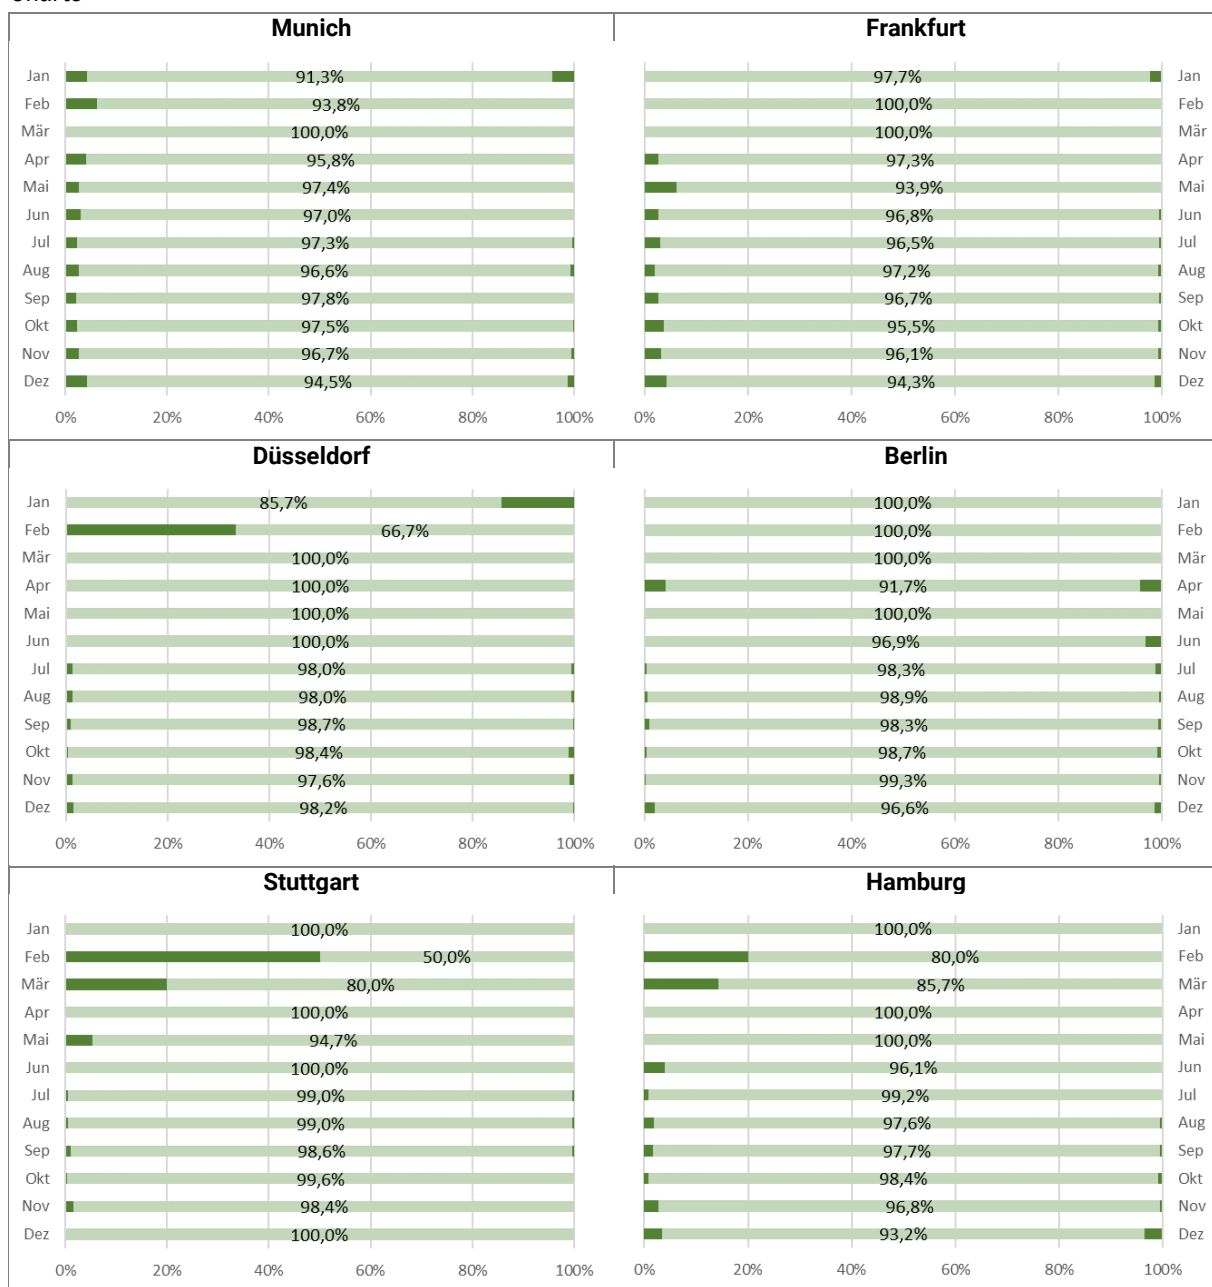 Munich Frankfurt
Jan 91,3% 97,7% Jan
Feb 93,8% 100,0% Feb
Mär 100,0% 100,0% Mär
Apr 95,8% 97,3% Apr
Mai 97,4% 93,9% Mai
Jun 97,0% 96,8% Jun
Jul 97,3% 96,5% Jul
Aug 96,6% 97,2% Aug
Sep 97,8% 96,7% Sep
Okt 97,5% 95,5% Okt
Nov 96,7% 96,1% Nov
Dez 94,5% 94,3% Dez
0% 20% 40% 60% 80% 100% 0% 20% 40% 60% 80% 100%
Düsseldorf Berlin
Jan 85,7% 100,0% Jan
Feb 66,7% 100,0% Feb
Mär 100,0% 100,0% Mär
Apr 100,0% 91,7% Apr
Mai 100,0% 100,0% Mai
Jun 100,0% 96,9% Jun
Jul 98,0% 98,3% Jul
Aug 98,0% 98,9% Aug
Sep 98,7% 98,3% Sep
Okt 98,4% 98,7% Okt
Nov 97,6% 99,3% Nov
Dez 98,2% 96,6% Dez
0% 20% 40% 60% 80% 100% 0% 20% 40% 60% 80% 100%
Stuttgart Hamburg
Jan 100,0% 100,0% Jan
Feb 50,0% 80,0% Feb
Mär 80,0% 85,7% Mär
Apr 100,0% 100,0% Apr
Mai 94,7% 100,0% Mai
Jun 100,0% 96,1% Jun
Jul 99,0% 99,2% Jul
Aug 99,0% 97,6% Aug
Sep 98,6% 97,7% Sep
Okt 99,6% 98,4% Okt
Nov 98,4% 96,8% Nov
Dez 100,0% 93,2% Dez
0% 20% 40% 60% 80% 100% 0% 20% 40% 60% 80% 100%